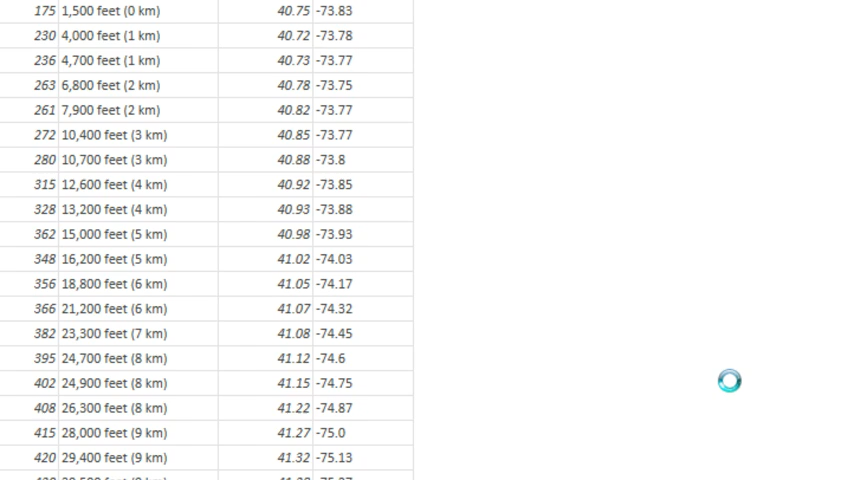 175 1,500 feet (0 km) 40.75 -73.83
230 4,000 feet (1 km) 40.72 -73.78
236 4,700 feet (1 km) 40.73 -73.77
263 6,800 feet (2 km) 40.78 -73.75
261 7,900 feet (2 km) 40.82 -73.77
272 10,400 feet (3 km) 40.85 -73.77
280 10,700 feet (3 km) 40.88 -73.8
315 12,600 feet (4 km) 40.92 -73.85
328 13,200 feet (4 km) 40.93 -73.88
362 15,000 feet (5 km) 40.98 -73.93
348 16,200 feet (5 km) 41.02 -74.03
356 18,800 feet (6 km) 41.05 -74.17
366 21,200 feet (6 km) 41.07 -74.32
382 23,300 feet (7 km) 41.08 -74.45
395 24,700 feet (8 km) 41.12 -74.6
402 24,900 feet (8 km) 41.15 -74.75
408 26,300 feet (8 km) 41.22 -74.87
415 28,000 feet (9 km) 41.27 -75.0
420 29,400 feet (9 km) 41.32 -75.13